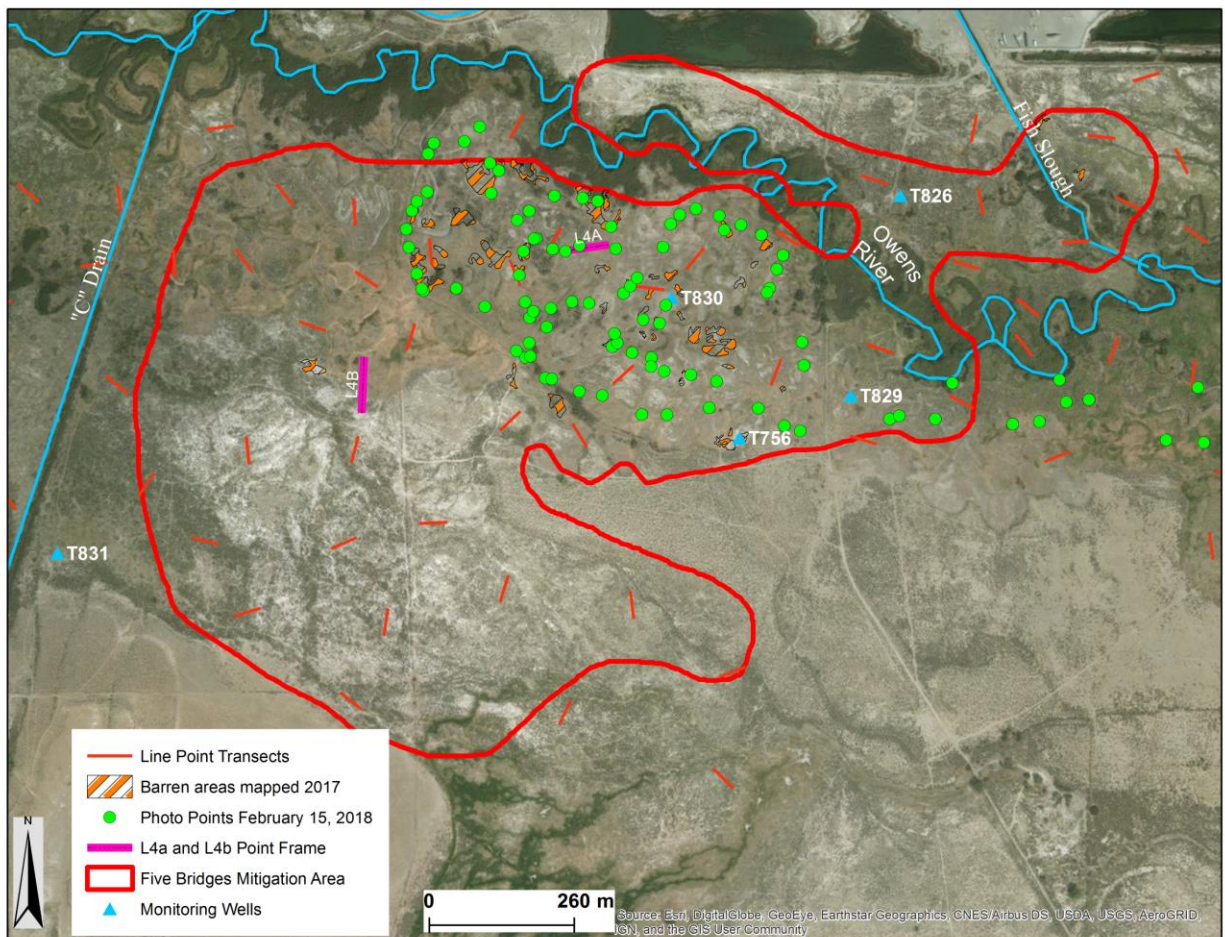 "C" Drain
Fish Slough
T826
Owens
River
L4A
T830
L4B
T829
T756
T831
Line Point Transects
Barren areas mapped 2017
Photo Points February 15, 2018
L4a and L4b Point Frame
Five Bridges Mitigation Area
Monitoring Wells
N
0 260 m
Source: Esri, DigitalGlobe, GeoEye, Earthstar Geographics, CNES/Airbus DS, USDA, USGS, AeroGRID,
IGN, and the GIS User Community